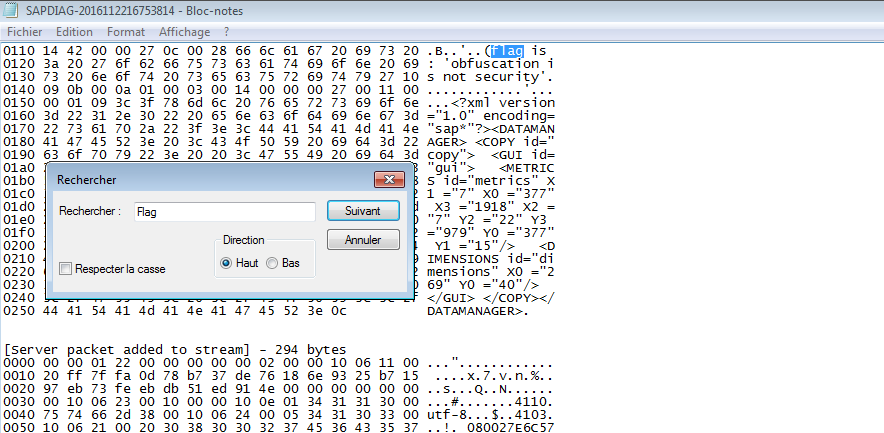 SAPDIAG-2016112216753814 - Bloc-notes
Fichier Edition Format Affichage ?
0110 14 42 00 00 27 0c 00 28 66 6c 61 67 20 69 73 20 .B..'..(flag is
0120 3a 20 27 6f 62 66 75 73 63 61 74 69 6f 6e 20 69 : 'obfuscation i
0130 73 20 6e 6f 74 20 73 65 63 75 72 69 74 79 27 10 s not security'.
0140 09 0b 00 0a 01 00 03 00 14 00 00 00 27 00 11 00 ............'...
0150 00 01 09 3c 3f 78 6d 6c 20 76 65 72 73 69 6f 6e ...<?xml version
0160 3d 22 31 2e 30 22 20 65 6e 63 6f 64 69 6e 67 3d ="1.0" encoding=
0170 22 73 61 70 2a 22 3f 3e 3c 44 41 54 41 4d 41 4e "sap*"?><DATAMAN
0180 41 47 45 52 3e 20 3c 43 4f 50 59 20 69 64 3d 22 AGER> <COPY id="
0190 63 6f 70 79 22 3e 20 20 3c 47 55 49 20 69 64 3d copy"> <GUI id=
01a0 "gui"> <METRIC
01b0 S id="metrics" X
01c0 1 ="7" X0 ="377"
01d0 X3 ="1918" X2 =
01e0 "7" Y2 ="22" Y3
01f0 ="979" Y0 ="377"
0200 Y1 ="15"/> <D
IMENSIONS id="di
mensions" X0 ="2
69" Y0 ="40"/>
0240 </GUI> </COPY></
0250 44 41 54 41 4d 41 4e 41 47 45 52 3e 0c DATAMANAGER>.
Rechercher
Rechercher : Flag Suivant
Annuler
Direction
Haut Bas
Respecter la casse
[Server packet added to stream] - 294 bytes
0000 00 00 01 22 00 00 00 00 00 02 00 00 10 06 11 00 ..."............
0010 20 ff 7f fa 0d 78 b7 37 de 76 18 6e 93 25 b7 15 ....x.7.v.n.%..
0020 97 eb 73 fe eb db 51 ed 91 4e 00 00 00 00 00 00 ..s...Q..N......
0030 00 10 06 23 00 10 00 00 10 0e 01 34 31 31 30 00 ...#.......4110.
0040 75 74 66 2d 38 00 10 06 24 00 05 34 31 30 33 00 utf-8...$..4103.
0050 10 06 21 00 20 30 38 30 30 32 37 45 36 43 35 37 ..!. 080027E6C57